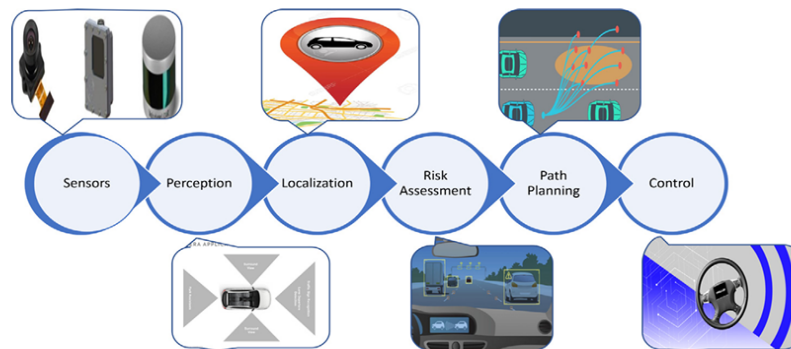 Sensors
Perception
Localization
Risk
Assessment
Path
Planning
Control